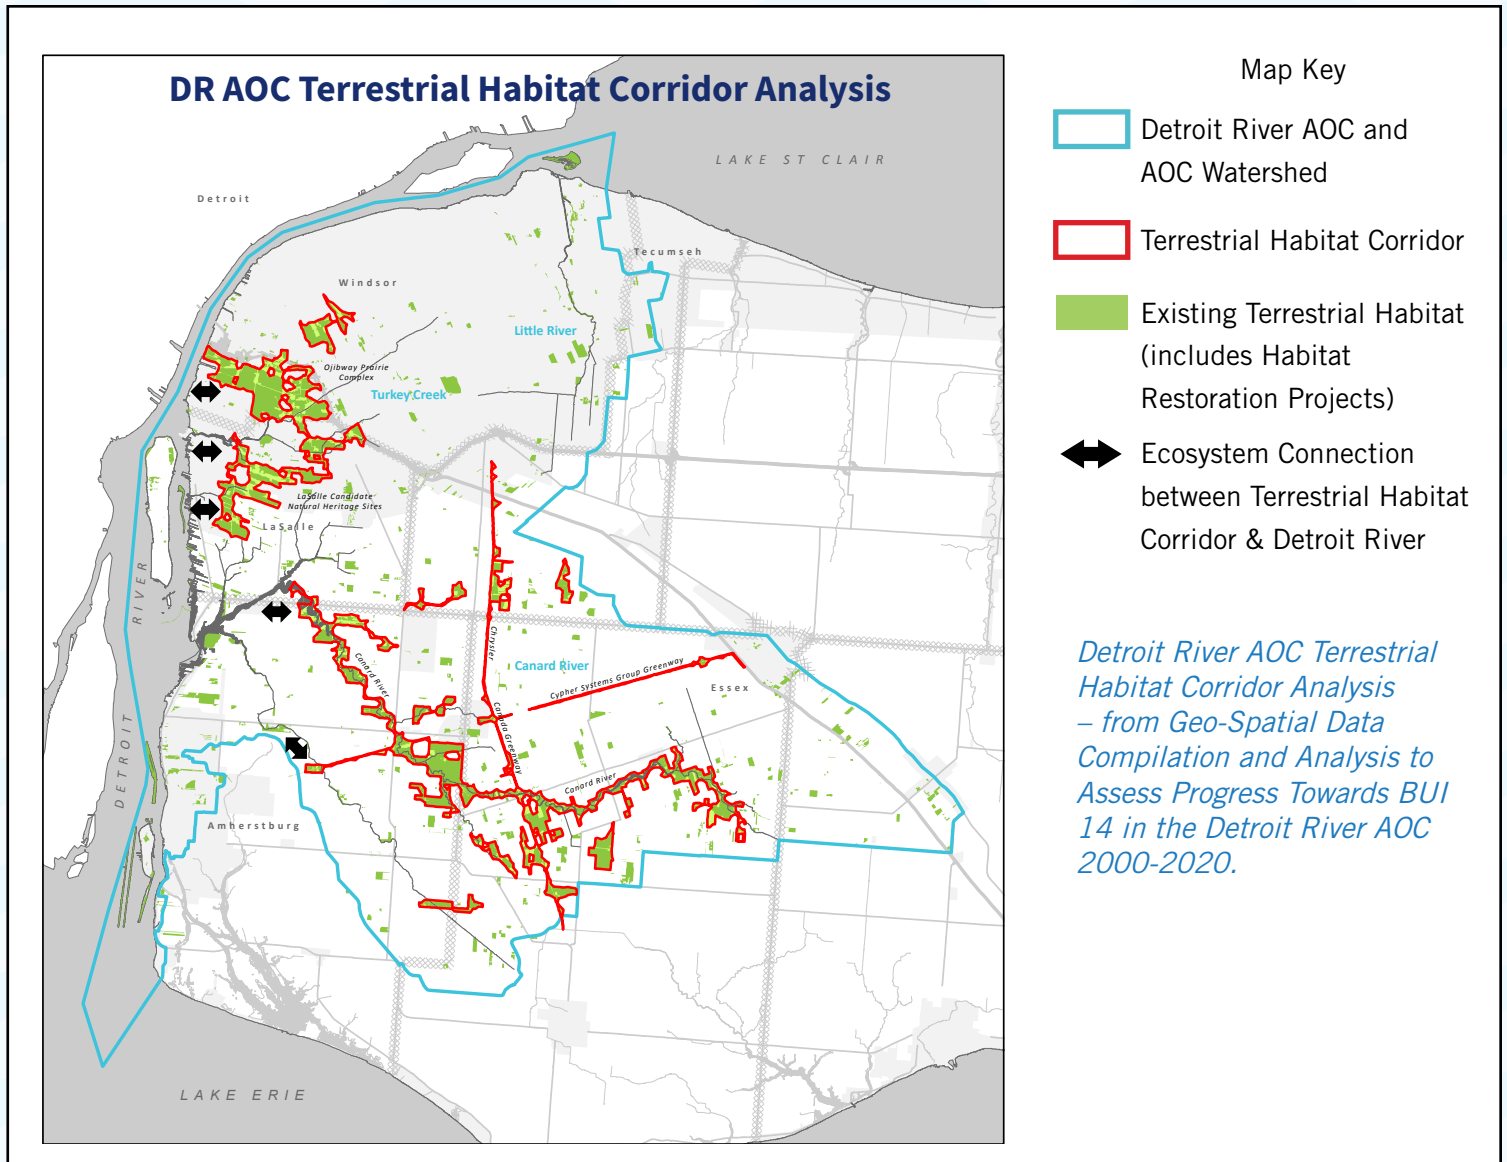 DR AOC Terrestrial Habitat Corridor Analysis
LAKE ST CLAIR
Detroit
Tecumseh
Windsor
Little River
Ojibway Prairie
Complex
Turkey Creek
LaSalle Candidate
Natural Heritage Sites
LaSalle
RIVER
DETROIT
Canard River
Chrysler
Canada Greenway
Canard River
Cypher Systems Group Greenway
Essex
Canard River
Amherstburg
LAKE ERIE
Map Key
Detroit River AOC and
AOC Watershed
Terrestrial Habitat Corridor
Existing Terrestrial Habitat
(includes Habitat
Restoration Projects)
Ecosystem Connection
between Terrestrial Habitat
Corridor & Detroit River
Detroit River AOC Terrestrial
Habitat Corridor Analysis
– from Geo-Spatial Data
Compilation and Analysis to
Assess Progress Towards BUI
14 in the Detroit River AOC
2000-2020.